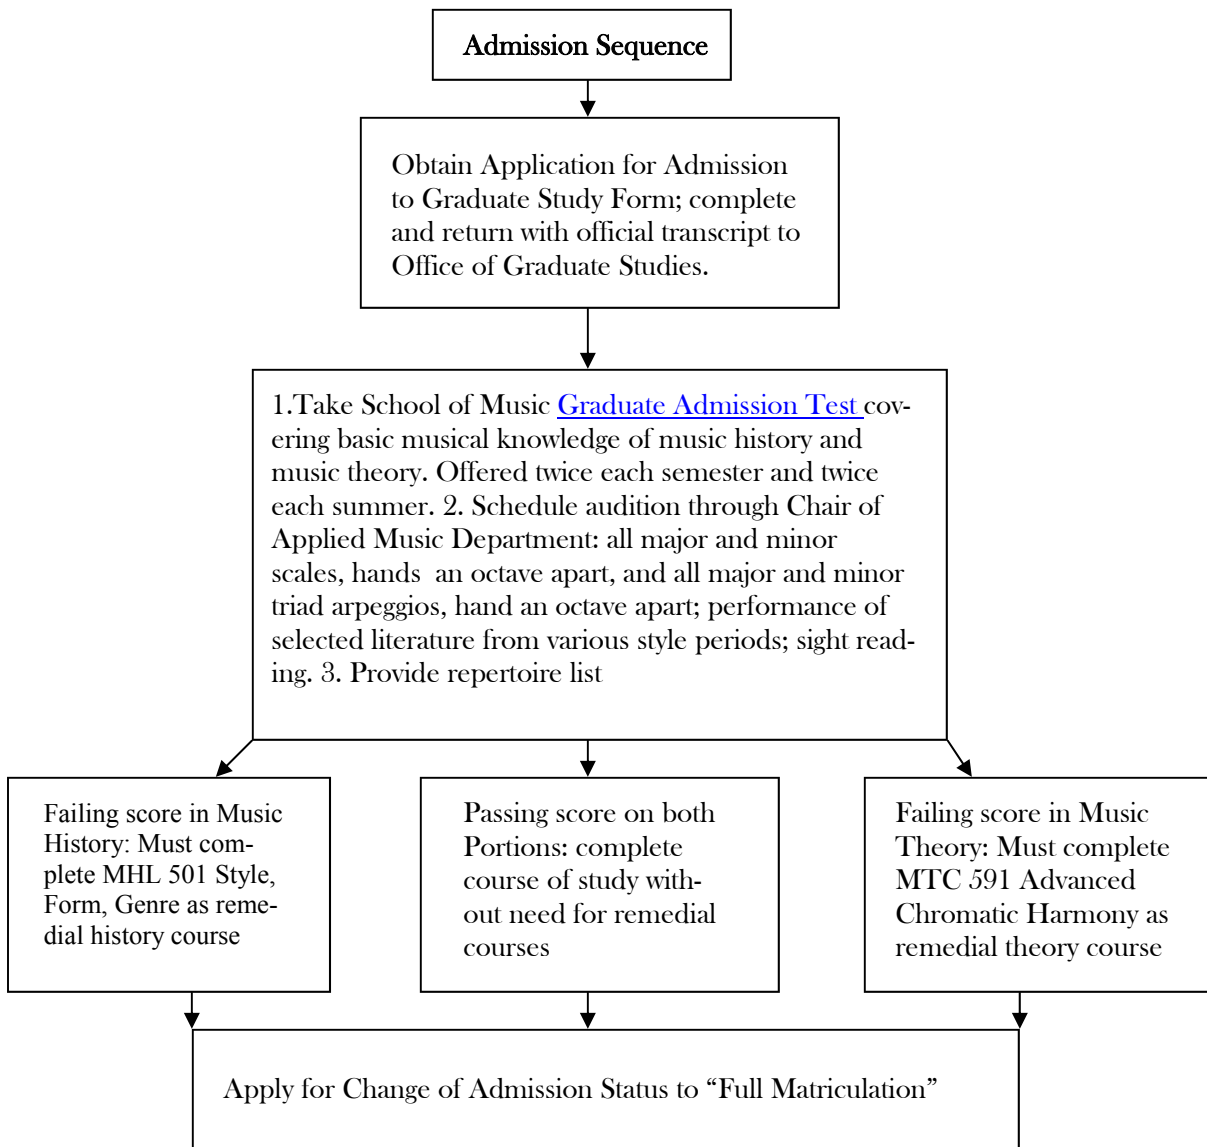 Admission Sequence
Obtain Application for Admission
to Graduate Study Form; complete
and return with official transcript to
Office of Graduate Studies.
1.Take School of Music Graduate Admission Test cov-
ering basic musical knowledge of music history and
music theory. Offered twice each semester and twice
each summer. 2. Schedule audition through Chair of
Applied Music Department: all major and minor
scales, hands  an octave apart, and all major and minor
triad arpeggios, hand an octave apart; performance of
selected literature from various style periods; sight read-
ing. 3. Provide repertoire list
Failing score in Music
History: Must com-
plete MHL 501 Style,
Form, Genre as reme-
dial history course
Passing score on both
Portions: complete
course of study with-
out need for remedial
courses
Failing score in Music
Theory: Must complete
MTC 591 Advanced
Chromatic Harmony as
remedial theory course
Apply for Change of Admission Status to “Full Matriculation”